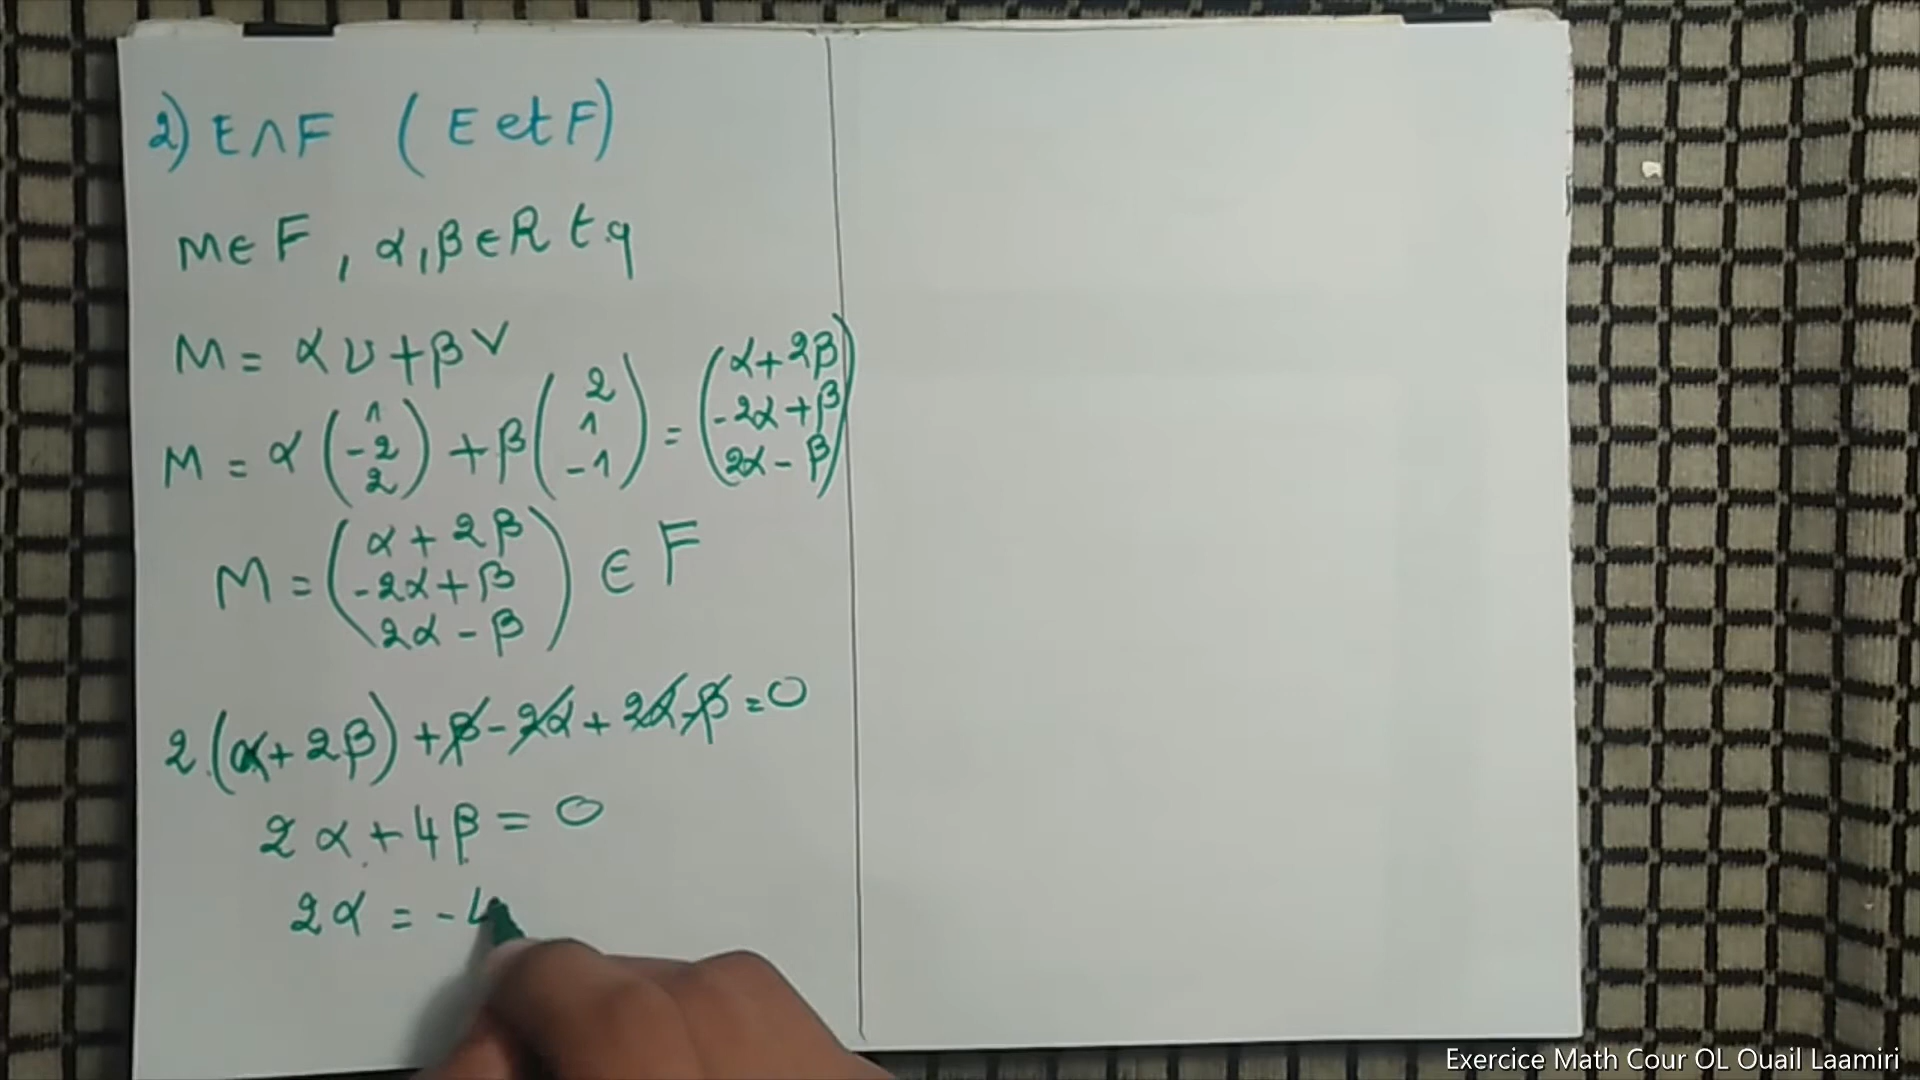 2) E∩F ( E et F)
M∈F , α,β∈R t.q
M = αU+βV
M = α (1 -2 2) + β (2 1 -1) = (α+2β -2α+β 2α-β)
M = (α+2β -2α+β 2α-β) ∈ F
2.(α+2β)+β-2α+2α-β=0
2α+4β=0
2α=-4
Exercice Math Cour OL Ouail Laamiri